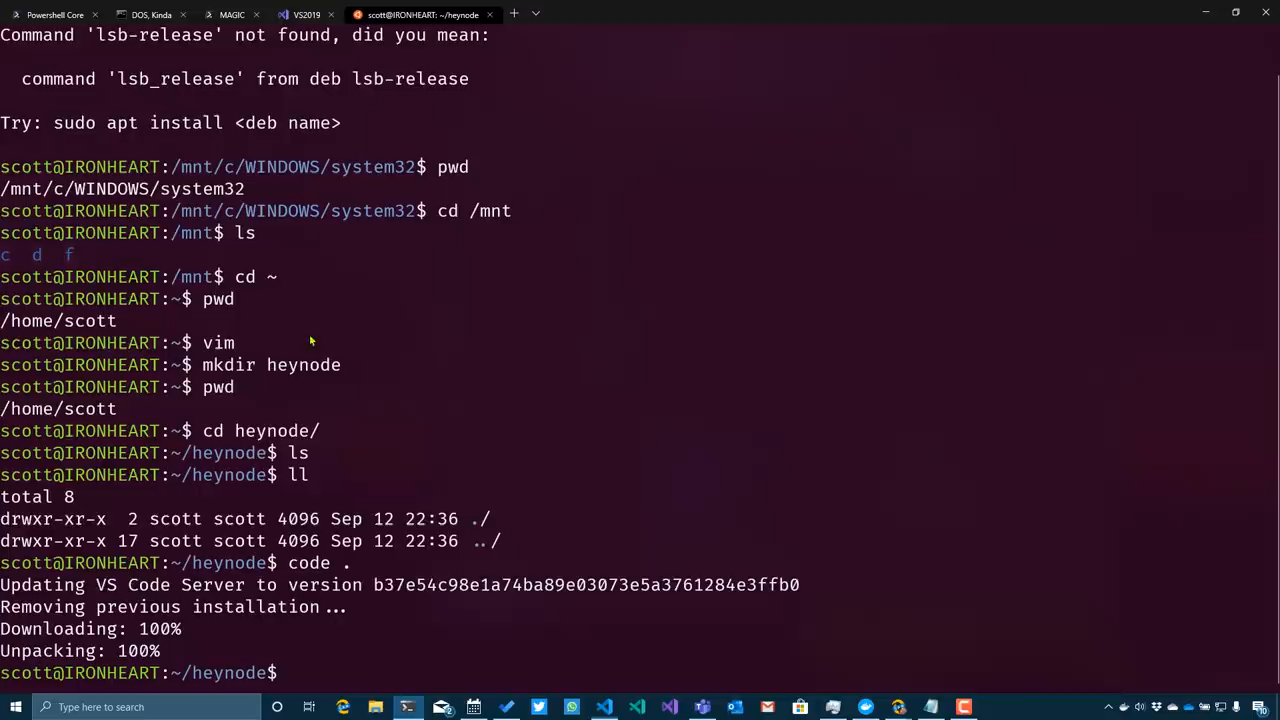 Powershell Core
DOS, Kinda
MAGIC
VS2019
scott@IRONHEART: ~/heynode
Command 'lsb-release' not found, did you mean:
command 'lsb_release' from deb lsb-release
Try: sudo apt install <deb name>
scott@IRONHEART:/mnt/c/WINDOWS/system32$ pwd
/mnt/c/WINDOWS/system32
scott@IRONHEART:/mnt/c/WINDOWS/system32$ cd /mnt
scott@IRONHEART:/mnt$ ls
c d f
scott@IRONHEART:/mnt$ cd ~
scott@IRONHEART:~$ pwd
/home/scott
scott@IRONHEART:~$ vim
scott@IRONHEART:~$ mkdir heynode
scott@IRONHEART:~$ pwd
/home/scott
scott@IRONHEART:~$ cd heynode/
scott@IRONHEART:~/heynode$ ls
scott@IRONHEART:~/heynode$ ll
total 8
drwxr-xr-x 2 scott scott 4096 Sep 12 22:36 ./
drwxr-xr-x 17 scott scott 4096 Sep 12 22:36 ../
scott@IRONHEART:~/heynode$ code .
Updating VS Code Server to version b37e54c98e1a74ba89e03073e5a3761284e3ffb0
Removing previous installation...
Downloading: 100%
Unpacking: 100%
scott@IRONHEART:~/heynode$
Type here to search